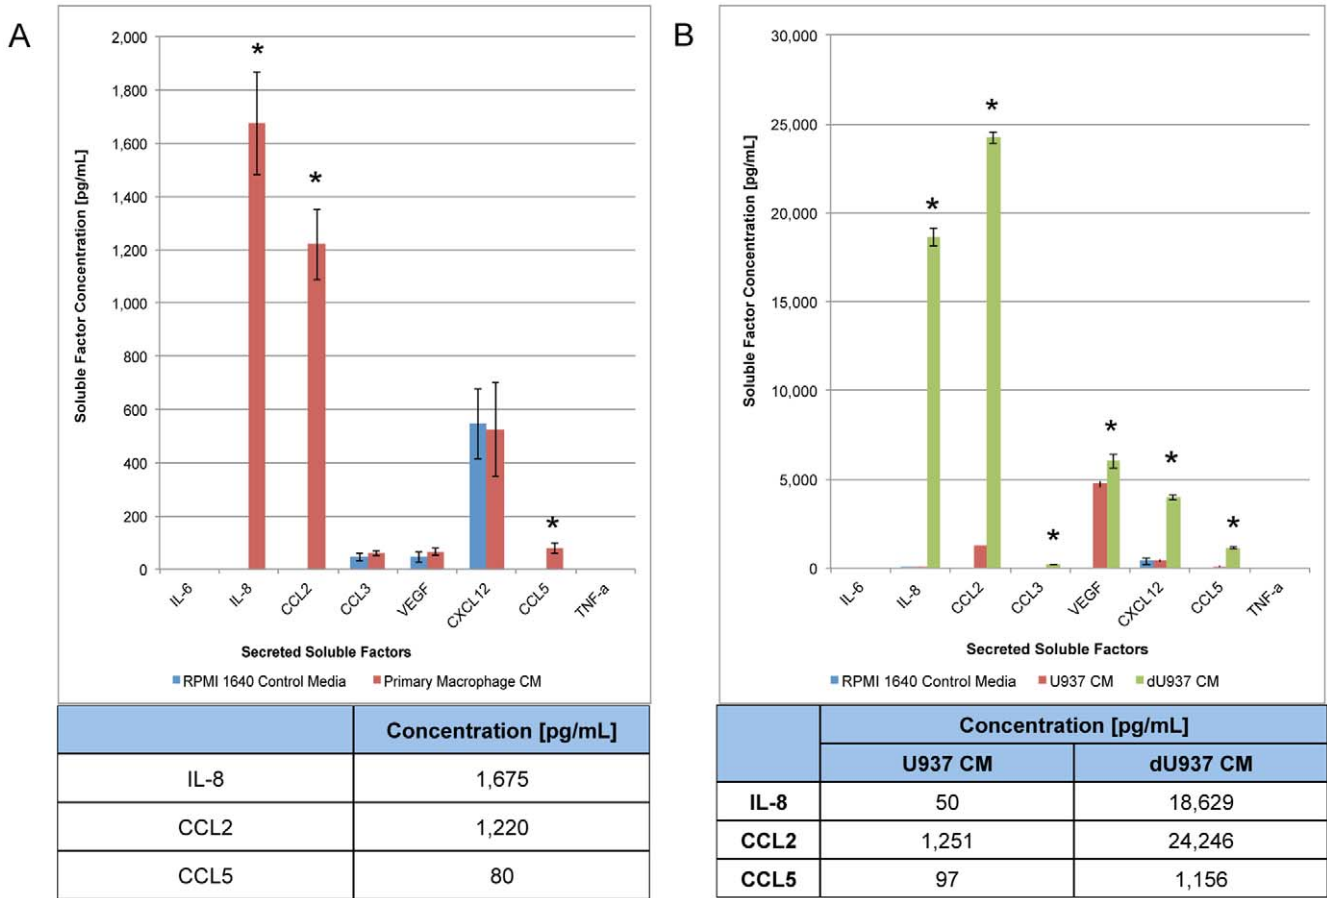 A
2,000
1,800
1,600
1,400
1,200
1,000
800
600
400
200
0
Soluble Factor Concentration [pg/mL]
*
*
*
IL-6 IL-8 CCL2 CCL3 VEGF CXCL12 CCL5 TNF-a
Secreted Soluble Factors
RPMI 1640 Control Media Primary Macrophage CM
Concentration [pg/mL]
IL-8 1,675
CCL2 1,220
CCL5 80
B
30,000
25,000
20,000
15,000
10,000
5,000
0
Soluble Factor Concentration [pg/mL]
*
*
*
*
*
*
IL-6 IL-8 CCL2 CCL3 VEGF CXCL12 CCL5 TNF-a
Secreted Soluble Factors
RPMI 1640 Control Media U937 CM dU937 CM
Concentration [pg/mL]
U937 CM dU937 CM
IL-8 50 18,629
CCL2 1,251 24,246
CCL5 97 1,156